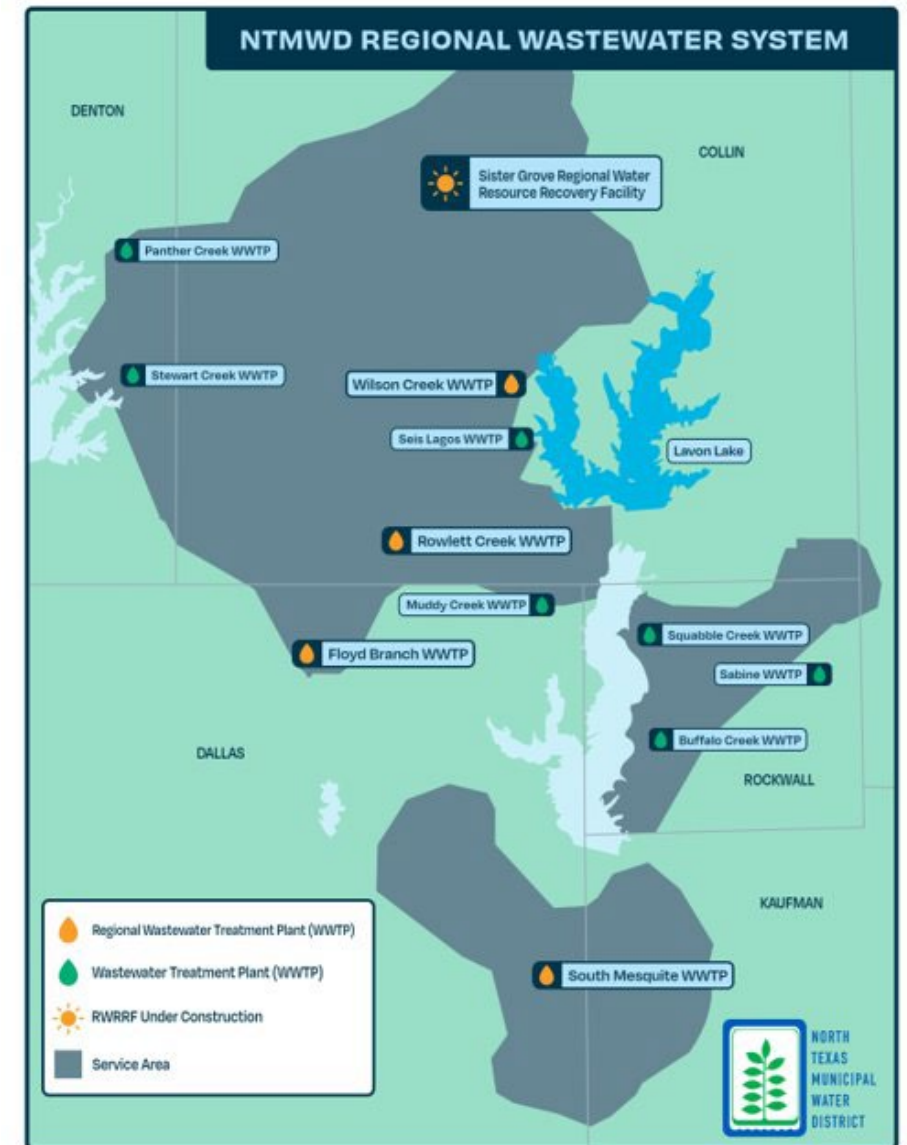 NTMWD REGIONAL WASTEWATER SYSTEM
DENTON
COLLIN
Sister Grove Regional Water
Resource Recovery Facility
Panther Creek WWTP
Stewart Creek WWTP
Wilson Creek WWTP
Seis Lagos WWTP
Lavon Lake
Rowlett Creek WWTP
Muddy Creek WWTP
Squabble Creek WWTP
Floyd Branch WWTP
Sabine WWTP
Buffalo Creek WWTP
DALLAS
ROCKWALL
KAUFMAN
South Mesquite WWTP
Regional Wastewater Treatment Plant (WWTP)
Wastewater Treatment Plant (WWTP)
RWRRF Under Construction
Service Area
NORTH
TEXAS
MUNICIPAL
WATER
DISTRICT